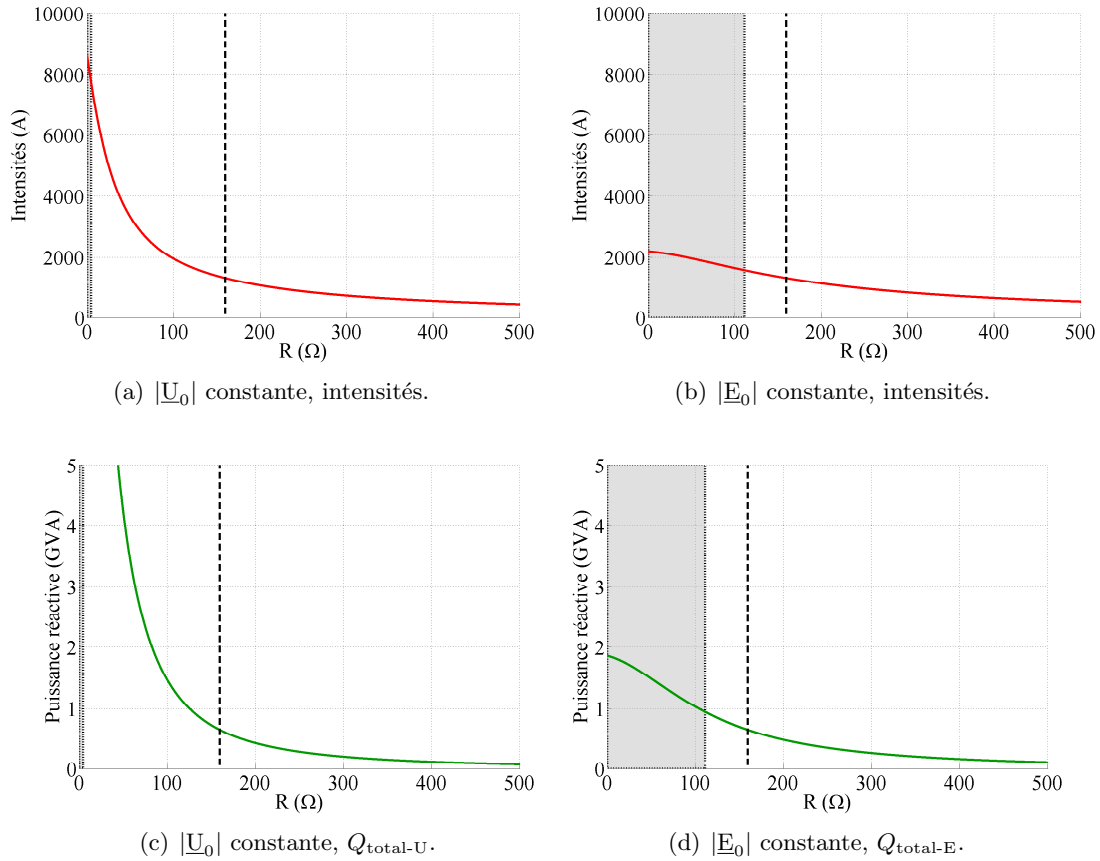 10000
8000
6000
4000
2000
0
Intensités (A)
0 100 200 300 400 500
R (Ω)
(a) |U̲₀| constante, intensités.
10000
8000
6000
4000
2000
0
Intensités (A)
0 100 200 300 400 500
R (Ω)
(b) |E̲₀| constante, intensités.
5
4
3
2
1
0
Puissance réactive (GVA)
0 100 200 300 400 500
R (Ω)
(c) |U̲₀| constante, Q_total-U.
5
4
3
2
1
0
Puissance réactive (GVA)
0 100 200 300 400 500
R (Ω)
(d) |E̲₀| constante, Q_total-E.